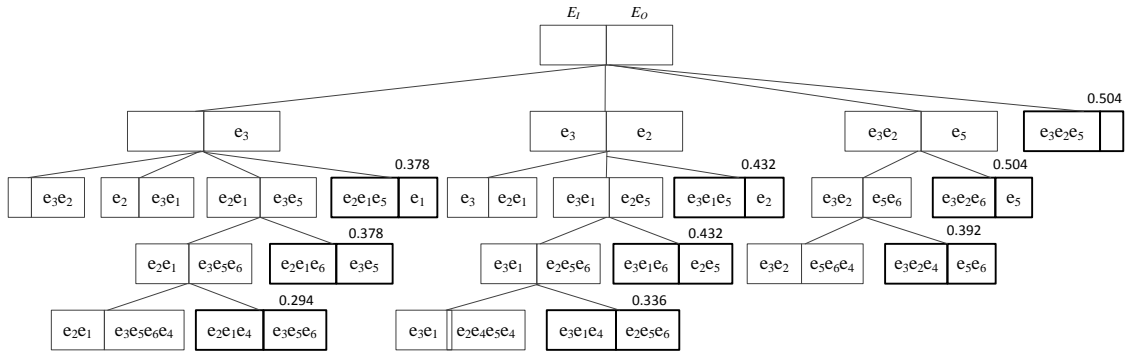 E_I E_O
0.504
e₃ e₃ e₂ e₃e₂ e₅ e₃e₂e₅
0.378 0.432 0.504
e₃e₂ e₂ e₃e₁ e₂e₁ e₃e₅ e₂e₁e₅ e₁ e₃ e₂e₁ e₃e₁ e₂e₅ e₃e₁e₅ e₂ e₃e₂ e₅e₆ e₃e₂e₆ e₅
0.378 0.432 0.392
e₂e₁ e₃e₅e₆ e₂e₁e₆ e₃e₅ e₃e₁ e₂e₅e₆ e₃e₁e₆ e₂e₅ e₃e₂ e₅e₆e₄ e₃e₂e₄ e₅e₆
0.294 0.336
e₂e₁ e₃e₅e₆e₄ e₂e₁e₄ e₃e₅e₆ e₃e₁ e₂e₄e₅e₄ e₃e₁e₄ e₂e₅e₆